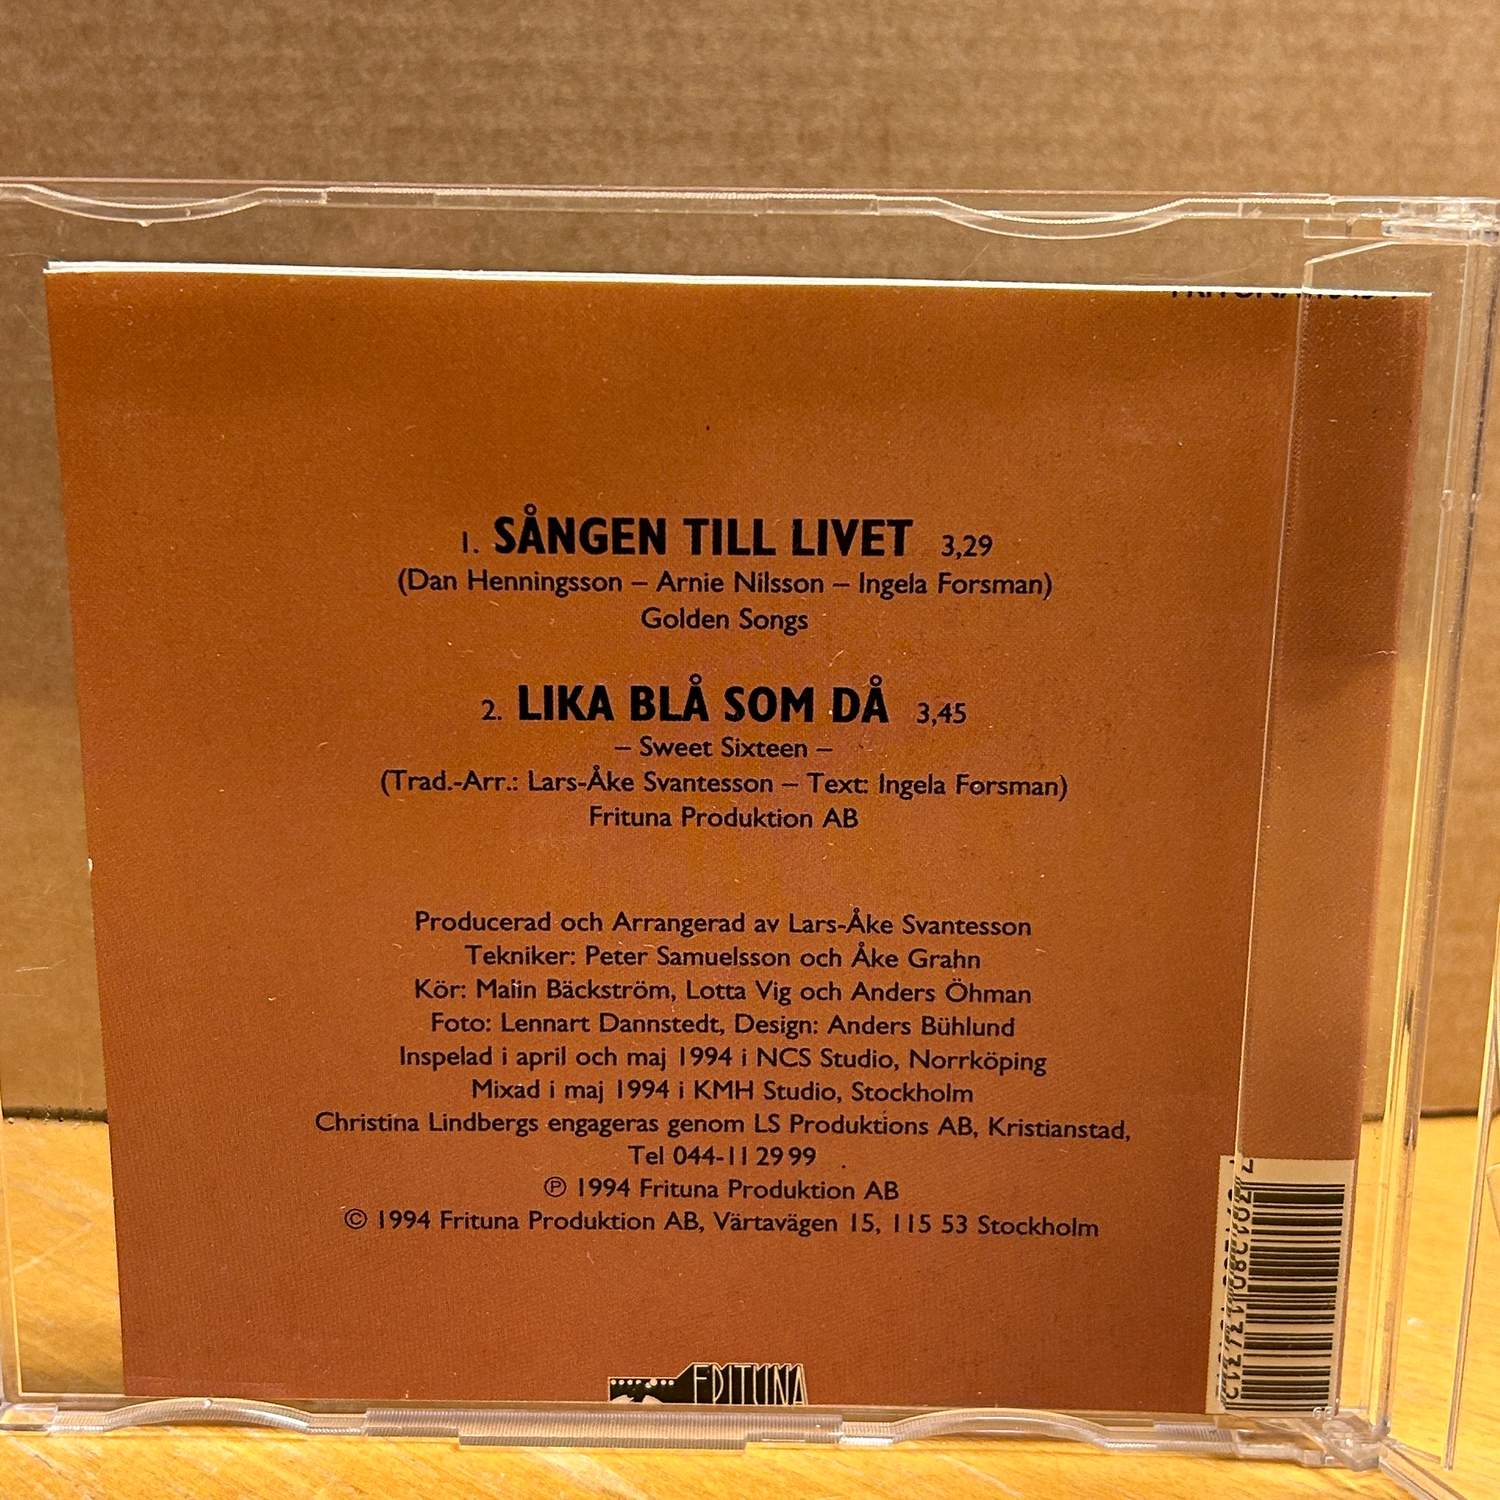 1. SÅNGEN TILL LIVET 3,29
(Dan Henningsson – Arnie Nilsson – Ingela Forsman)
Golden Songs
2. LIKA BLÅ SOM DÅ 3,45
– Sweet Sixteen –
(Trad.-Arr.: Lars-Åke Svantesson – Text: Ingela Forsman)
Frituna Produktion AB
Producerad och Arrangerad av Lars-Åke Svantesson
Tekniker: Peter Samuelsson och Åke Grahn
Kör: Malin Bäckström, Lotta Vig och Anders Öhman
Foto: Lennart Dannstedt, Design: Anders Bühlund
Inspelad i april och maj 1994 i NCS Studio, Norrköping
Mixad i maj 1994 i KMH Studio, Stockholm
Christina Lindbergs engageras genom LS Produktions AB, Kristianstad,
Tel 044-11 29 99
℗ 1994 Frituna Produktion AB
© 1994 Frituna Produktion AB, Värtavägen 15, 115 53 Stockholm
FRITUNA